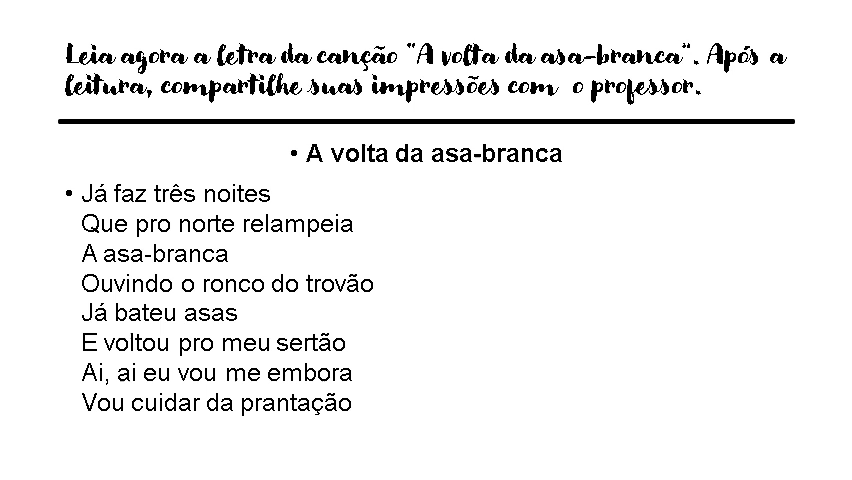 Leia agora a letra da canção "A volta da asa-branca". Após a
leitura, compartilhe suas impressões com o professor.
• A volta da asa-branca
• Já faz três noites
Que pro norte relampeia
A asa-branca
Ouvindo o ronco do trovão
Já bateu asas
E voltou pro meu sertão
Ai, ai eu vou me embora
Vou cuidar da prantação